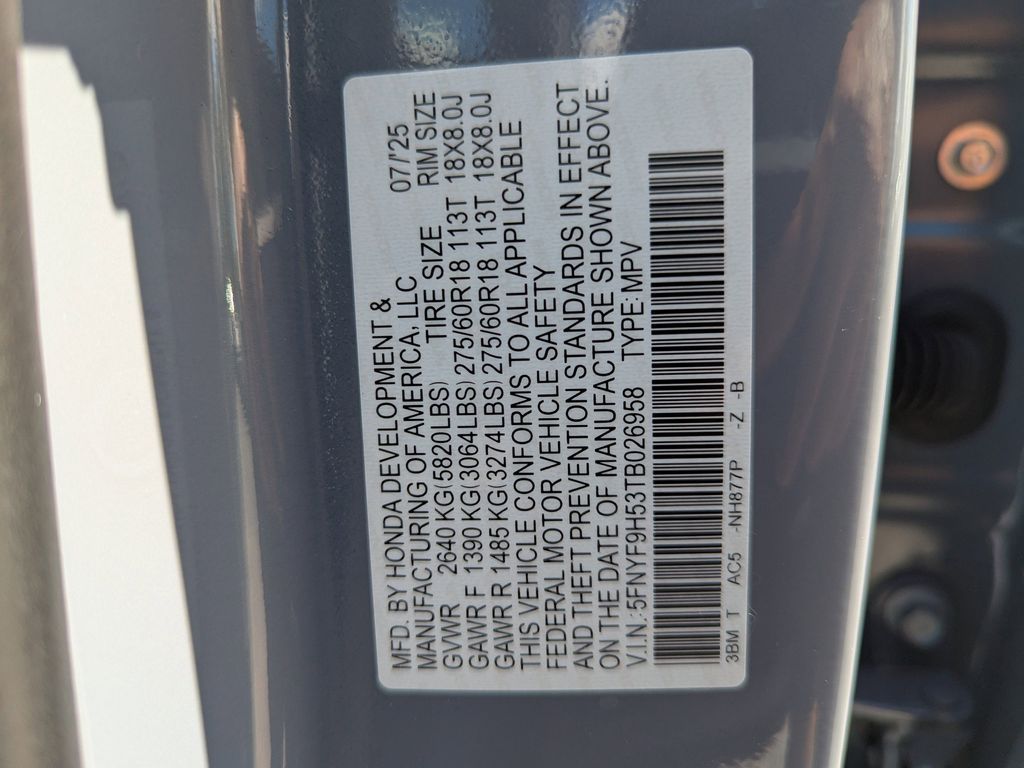 MFD. BY HONDA DEVELOPMENT &
MANUFACTURING OF AMERICA, LLC 07/'25
GVWR 2640 KG(5820LBS) TIRE SIZE RIM SIZE
GAWR F 1390 KG(3064LBS) 275/60R18 113T 18X8.0J
GAWR R 1485 KG(3274LBS) 275/60R18 113T 18X8.0J
THIS VEHICLE CONFORMS TO ALL APPLICABLE
FEDERAL MOTOR VEHICLE SAFETY
AND THEFT PREVENTION STANDARDS IN EFFECT
ON THE DATE OF MANUFACTURE SHOWN ABOVE.
V.I.N.:5FNYF9H53TB026958 TYPE:MPV
3BM T AC5 -NH877P -Z -B